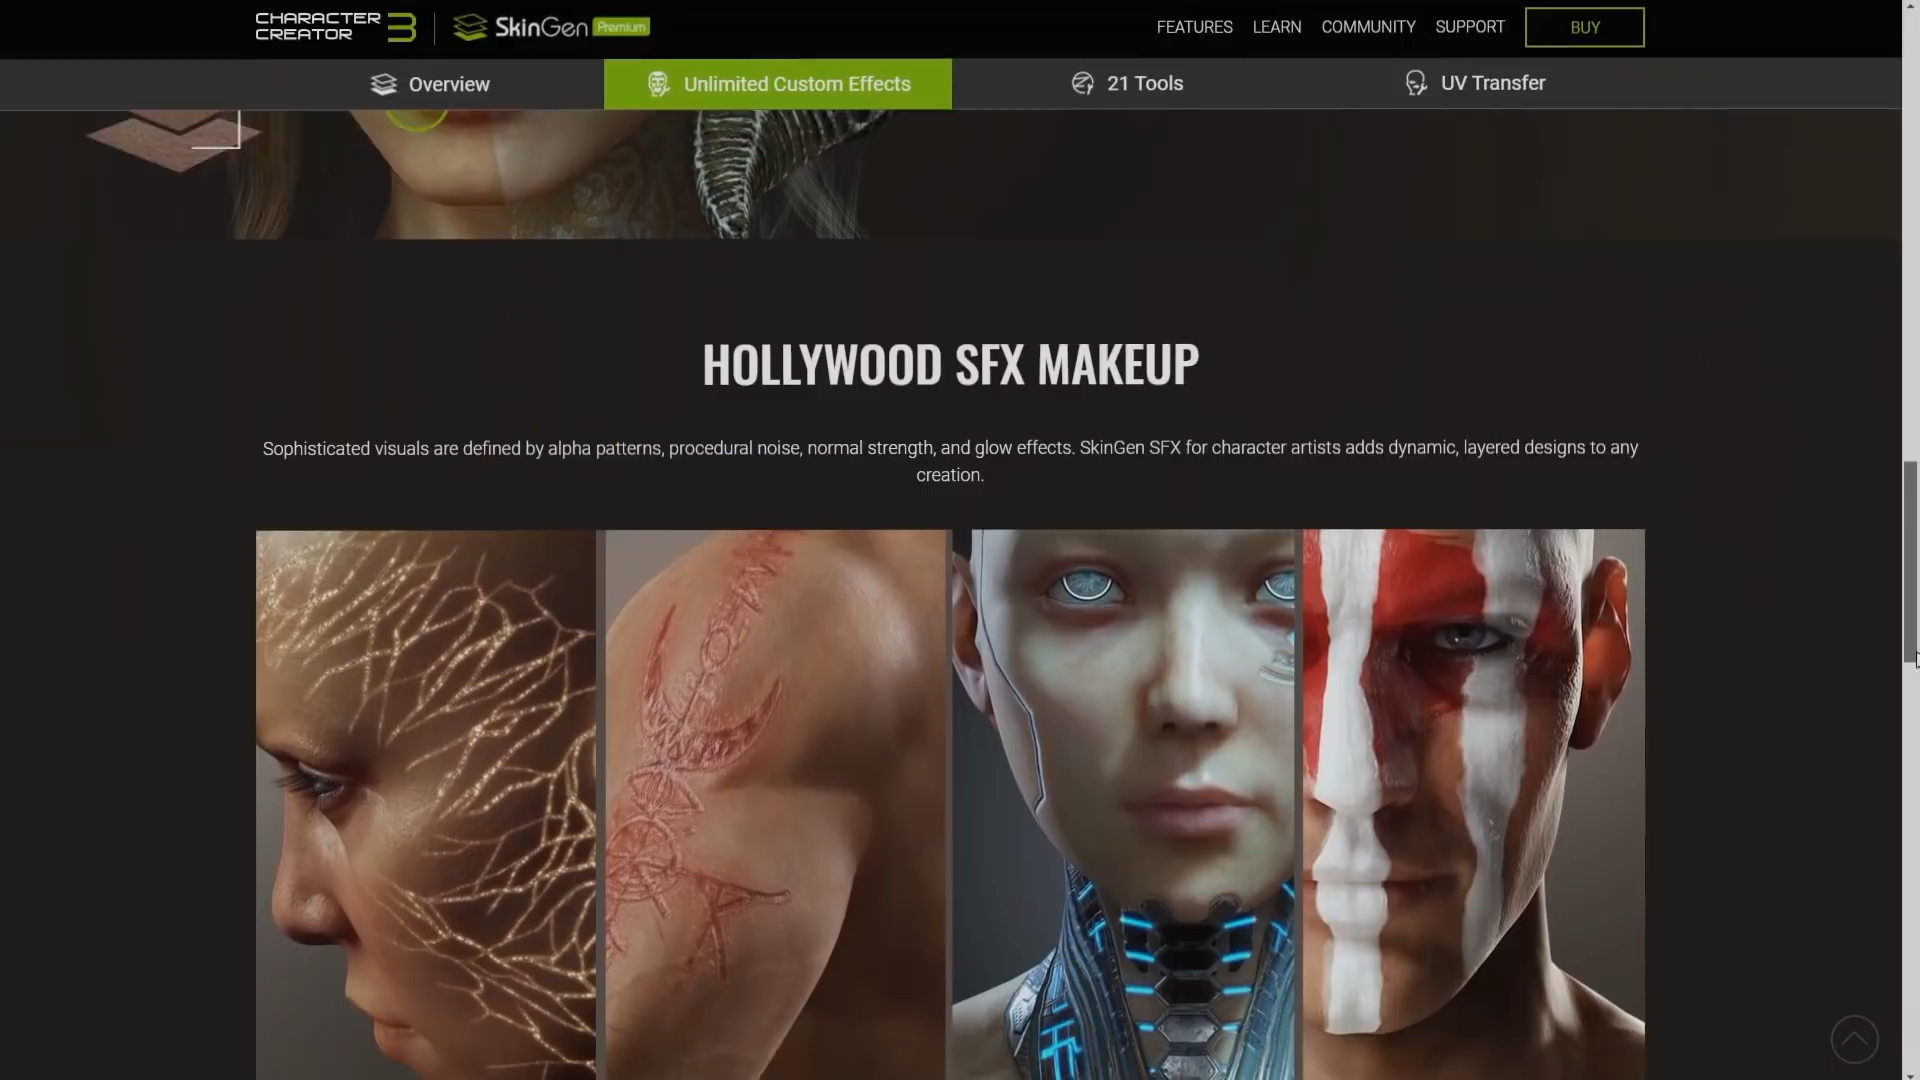 CHARACTER
CREATOR 3
SkinGen Premium
FEATURES LEARN COMMUNITY SUPPORT BUY
Overview Unlimited Custom Effects 21 Tools UV Transfer
HOLLYWOOD SFX MAKEUP
Sophisticated visuals are defined by alpha patterns, procedural noise, normal strength, and glow effects. SkinGen SFX for character artists adds dynamic, layered designs to any
creation.